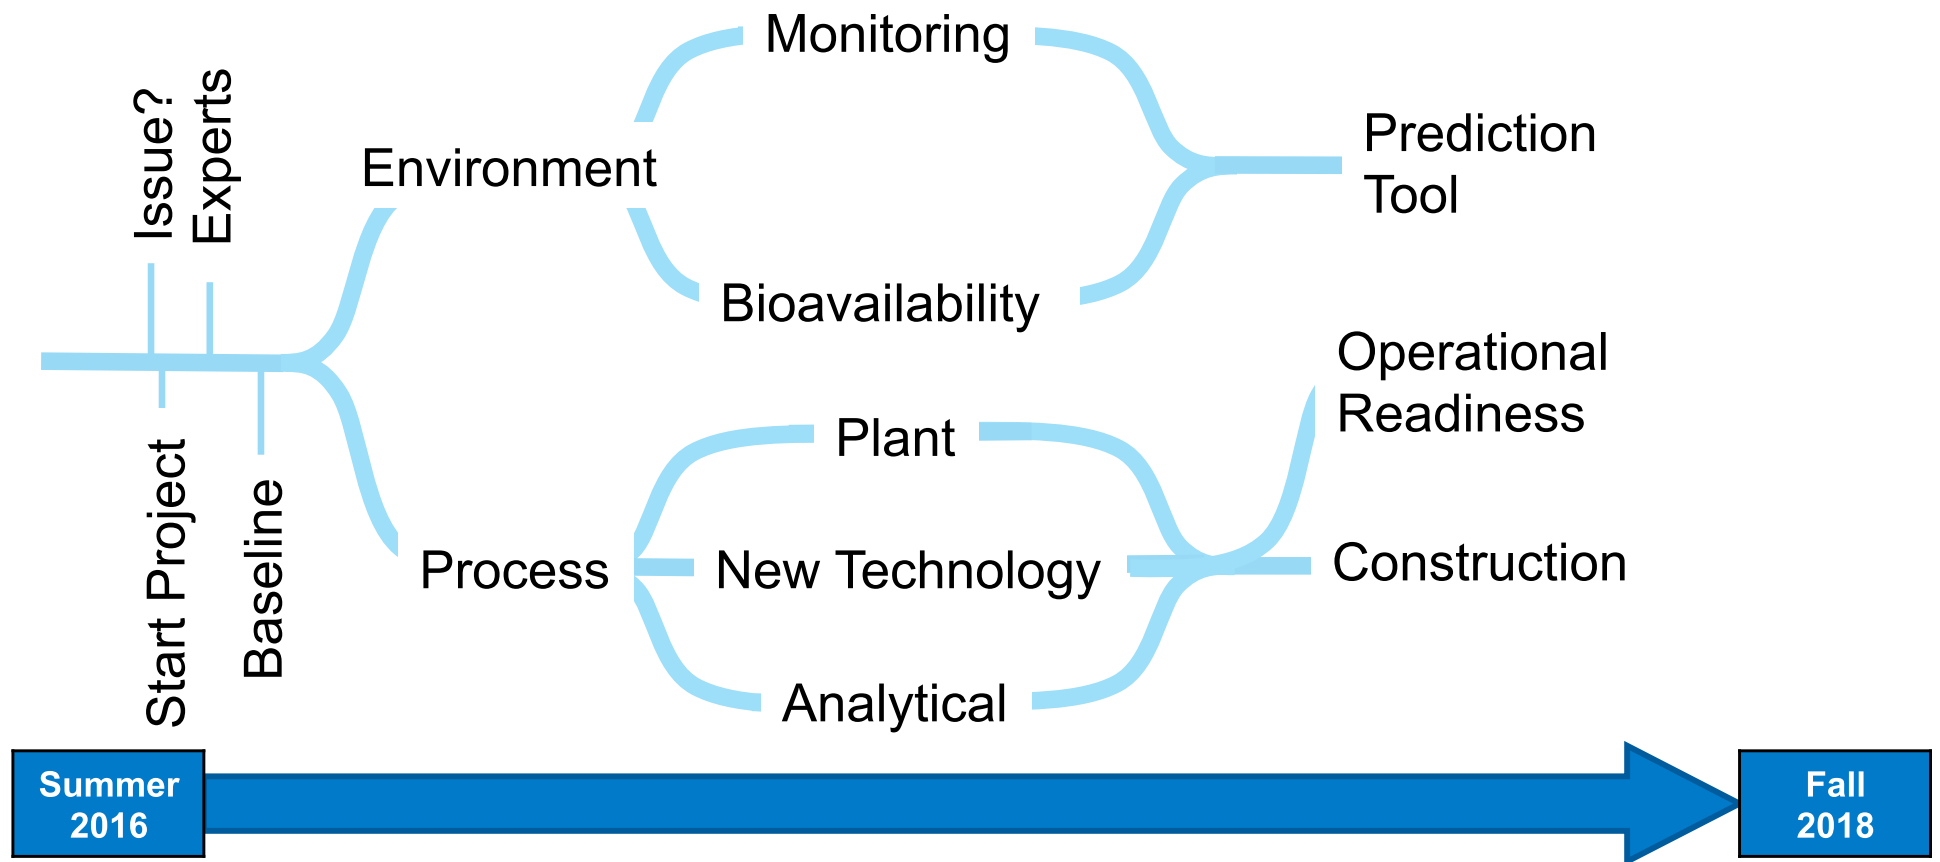 Issue?
Experts
Start Project
Baseline
Environment
Process
Monitoring
Bioavailability
Plant
New Technology
Analytical
Prediction
Tool
Operational
Readiness
Construction
Summer
2016
Fall
2018